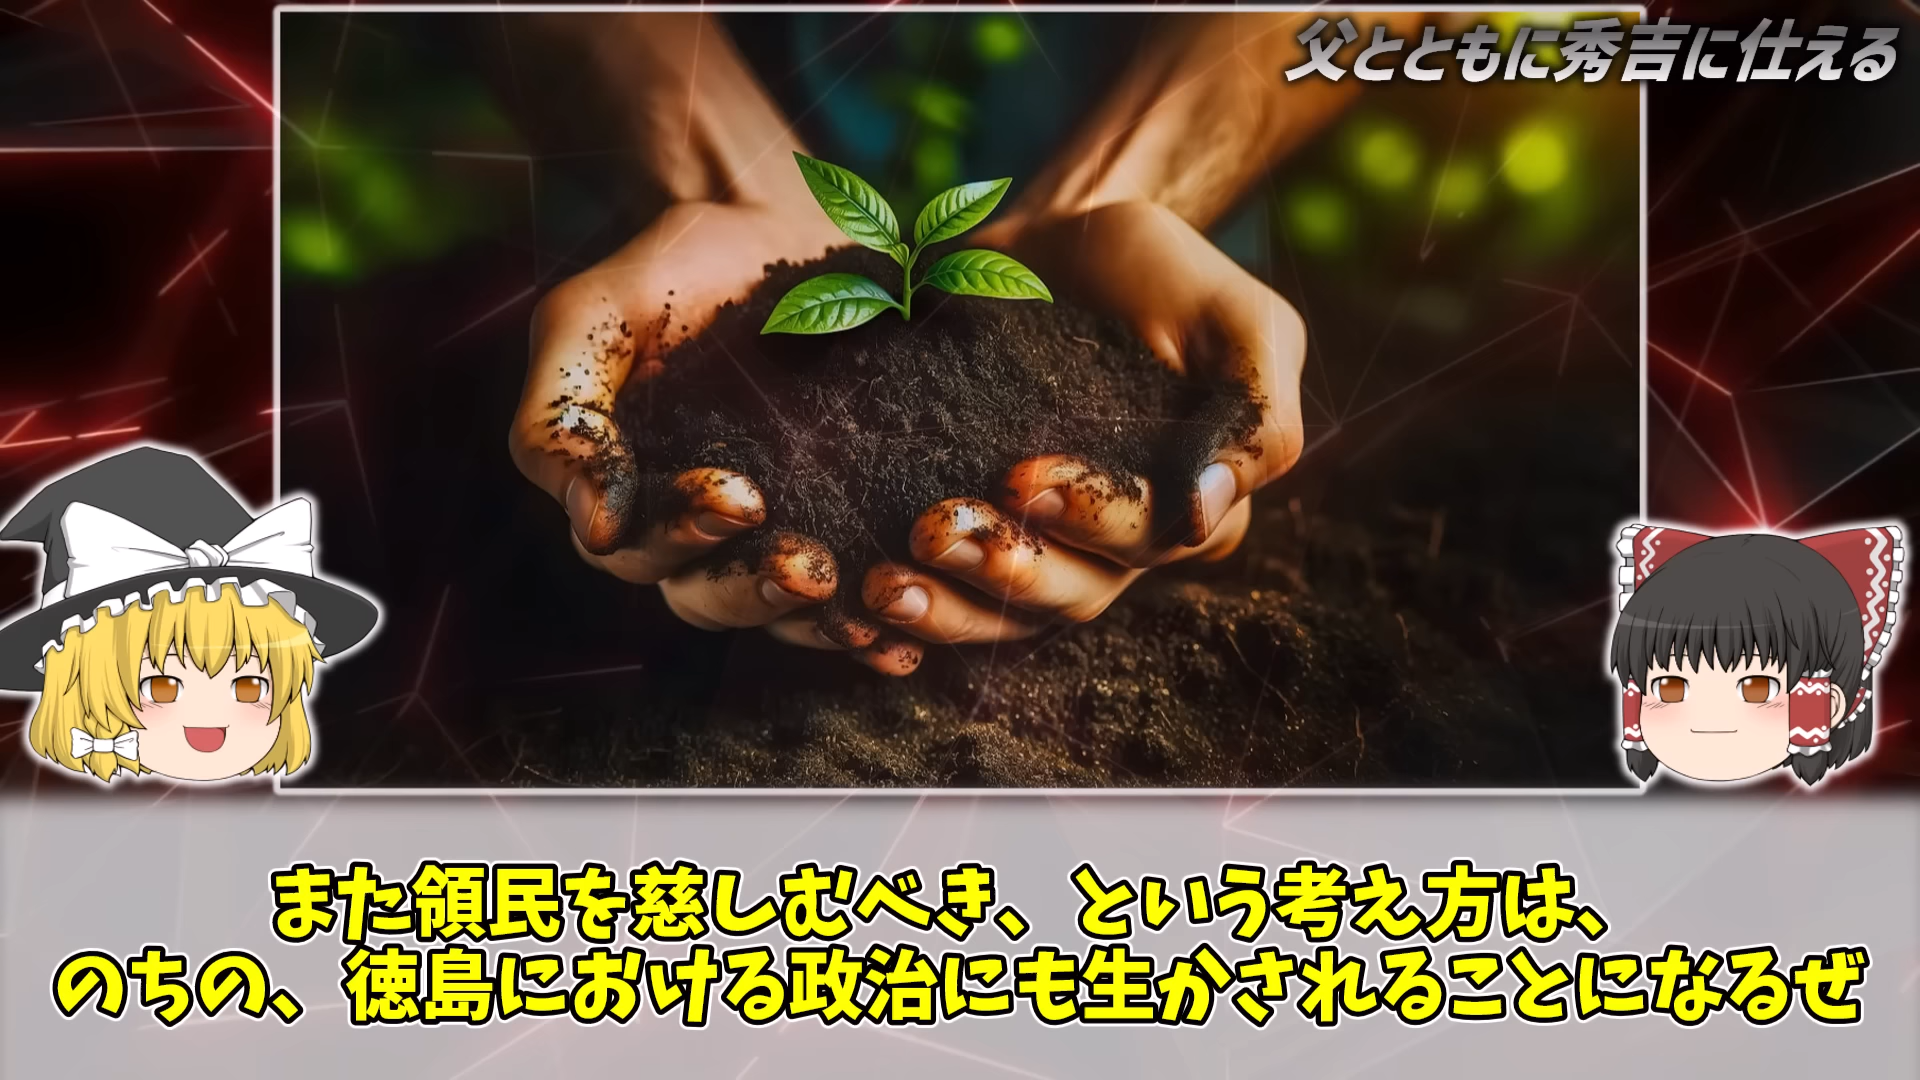 父とともに秀吉に仕える
また領民を慈しむべき、という考え方は、
のちの、徳島における政治にも生かされることになるぜ